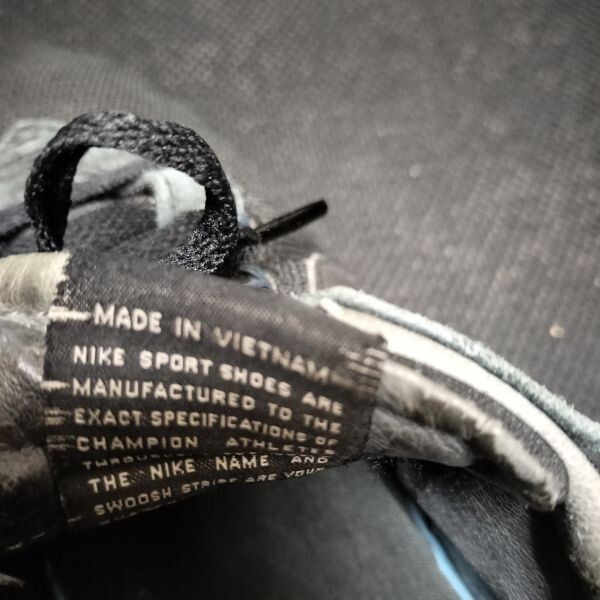 MADE IN VIETNAM
NIKE SPORT SHOES ARE
MANUFACTURED TO THE
EXACT SPECIFICATIONS OF
CHAMPION ATHLETES
THE NIKE NAME AND
SWOOSH STRIPE ARE YOUR